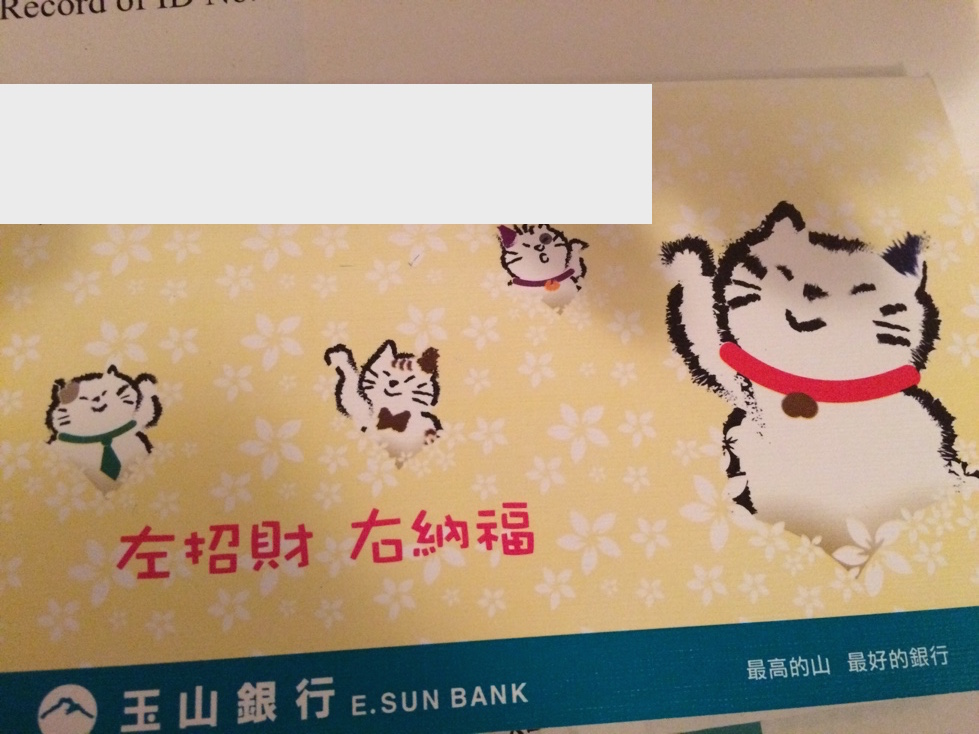 Record of ID No.
左招財 右納福
玉山銀行 E.SUN BANK
最高的山 最好的銀行